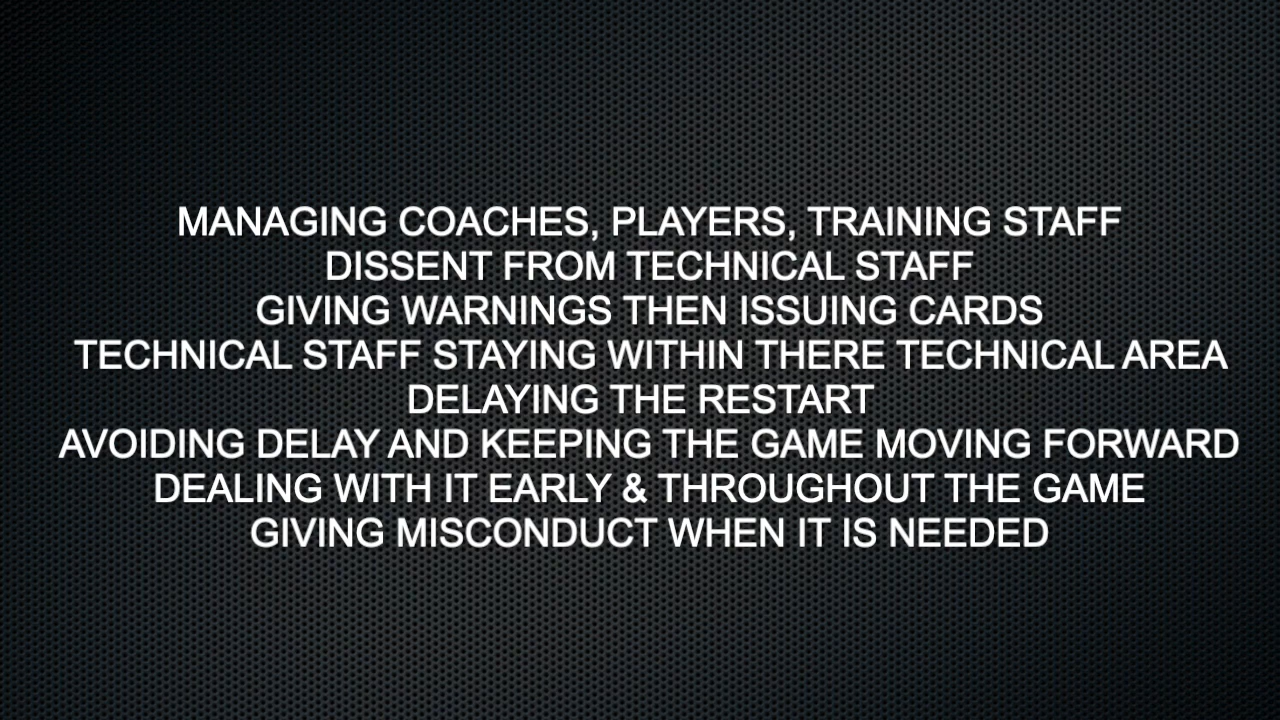 MANAGING COACHES, PLAYERS, TRAINING STAFF
DISSENT FROM TECHNICAL STAFF
GIVING WARNINGS THEN ISSUING CARDS
TECHNICAL STAFF STAYING WITHIN THERE TECHNICAL AREA
DELAYING THE RESTART
AVOIDING DELAY AND KEEPING THE GAME MOVING FORWARD
DEALING WITH IT EARLY & THROUGHOUT THE GAME
GIVING MISCONDUCT WHEN IT IS NEEDED